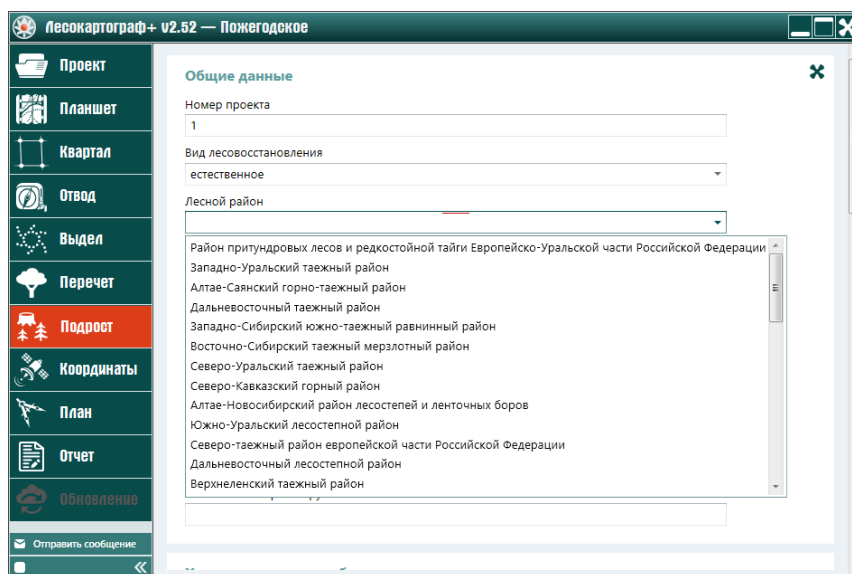 Лесокартограф+ v2.52 — Пожегодское
Проект
Планшет
Квартал
Отвод
Выдел
Перечет
Подрост
Координаты
План
Отчет
Обновление
Отправить сообщение
Общие данные
Номер проекта
1
Вид лесовосстановления
естественное
Лесной район
Район притундровых лесов и редкостойной тайги Европейско-Уральской части Российской Федерации
Западно-Уральский таежный район
Алтае-Саянский горно-таежный район
Дальневосточный таежный район
Западно-Сибирский южно-таежный равнинный район
Восточно-Сибирский таежный мерзлотный район
Северо-Уральский таежный район
Северо-Кавказский горный район
Алтае-Новосибирский район лесостепей и ленточных боров
Южно-Уральский лесостепной район
Северо-таежный район европейской части Российской Федерации
Дальневосточный лесостепной район
Верхнеленский таежный район